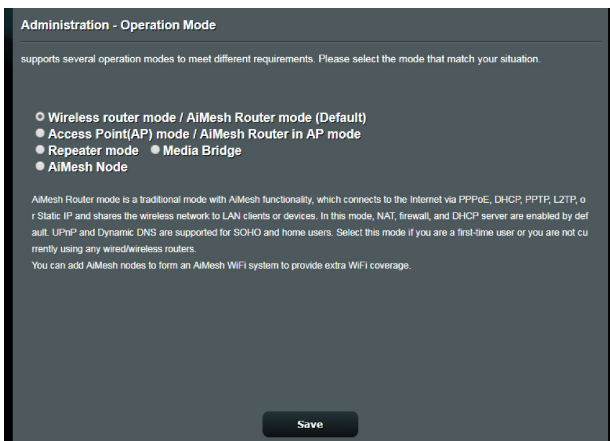 Administration - Operation Mode
supports several operation modes to meet different requirements. Please select the mode that match your situation.
Wireless router mode / AiMesh Router mode (Default)
Access Point(AP) mode / AiMesh Router in AP mode
Repeater mode Media Bridge
AiMesh Node
AiMesh Router mode is a traditional mode with AiMesh functionality, which connects to the Internet via PPPoE, DHCP, PPTP, L2TP, o
r Static IP and shares the wireless network to LAN clients or devices. In this mode, NAT, firewall, and DHCP server are enabled by def
ault. UPnP and Dynamic DNS are supported for SOHO and home users. Select this mode if you are a first-time user or you are not cu
rrently using any wired/wireless routers.
You can add AiMesh nodes to form an AiMesh WiFi system to provide extra WiFi coverage.
Save